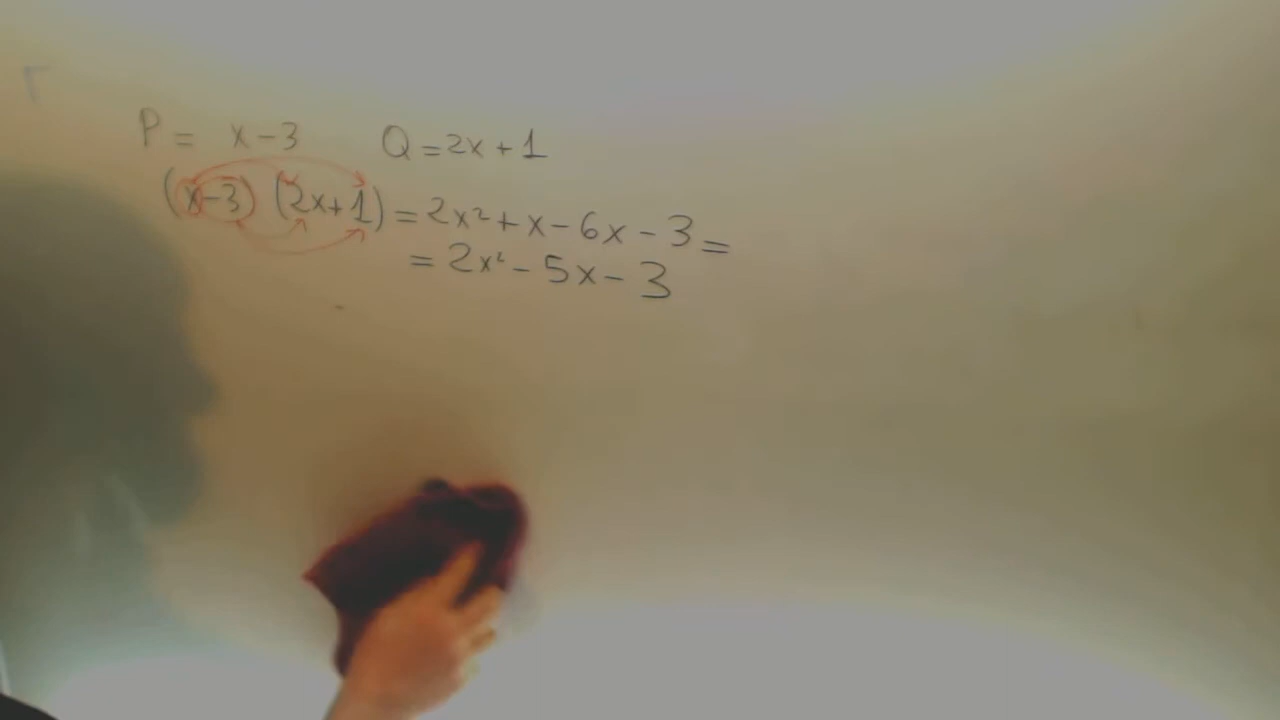 P = x-3 Q = 2x+1
(x-3) (2x+1) = 2x² + x - 6x - 3 =
= 2x² - 5x - 3